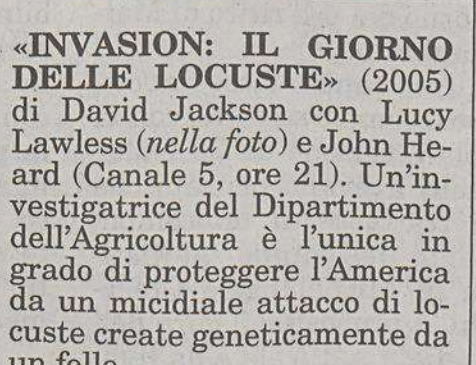 «INVASION: IL GIORNO
DELLE LOCUSTE» (2005)
di David Jackson con Lucy
Lawless (nella foto) e John He-
ard (Canale 5, ore 21). Un'in-
vestigatrice del Dipartimento
dell'Agricoltura è l'unica in
grado di proteggere l'America
da un micidiale attacco di lo-
custe create geneticamente da
un folle